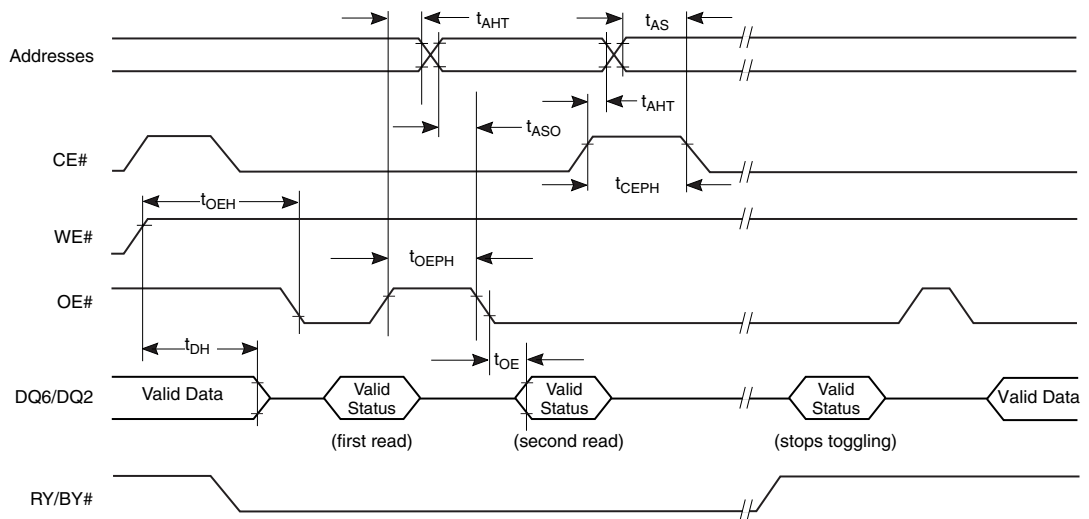 tAHT
tAS
Addresses
tAHT
tASO
CE#
tCEPH
tOEH
WE#
tOEPH
OE#
tDH
tOE
DQ6/DQ2
Valid Data
Valid
Status
Valid
Status
Valid
Status
Valid Data
(first read)
(second read)
(stops toggling)
RY/BY#